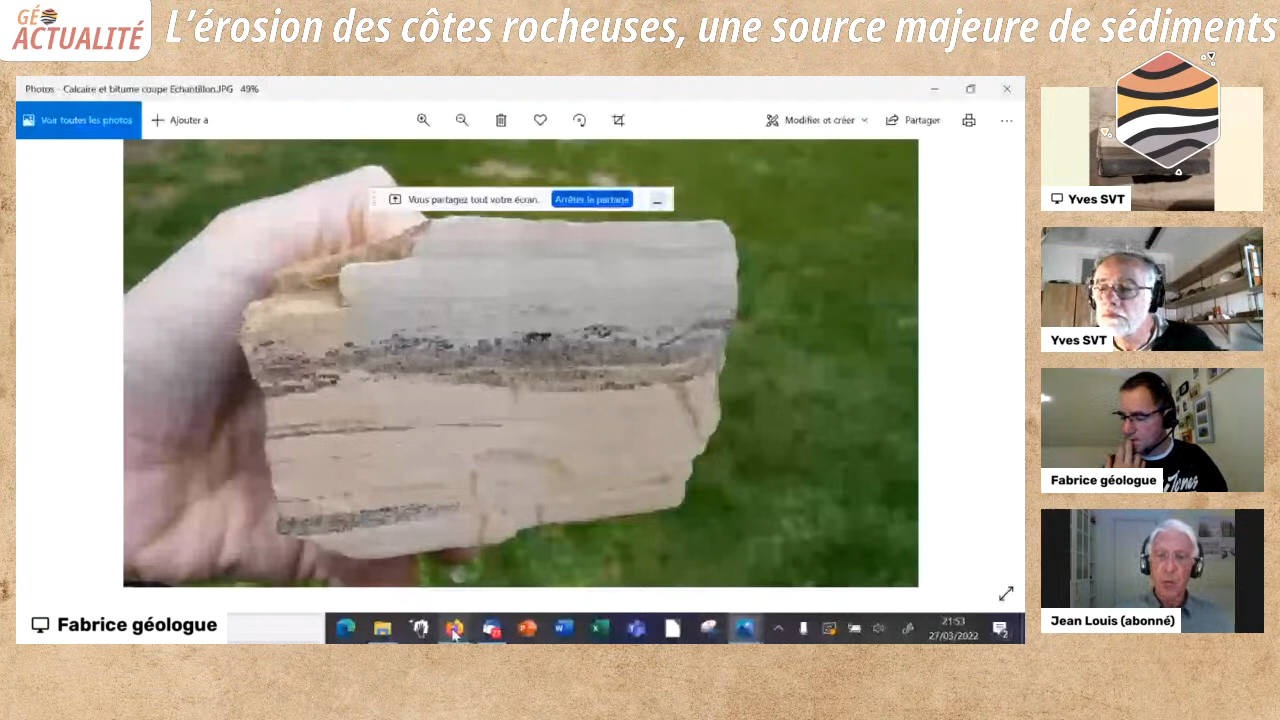 GÉ
ACTUALITÉ
L’érosion des côtes rocheuses, une source majeure de sédiments
Photos - Calcaire et bitume coupe Echantillon.JPG 49%
Voir toutes les photos
Ajouter à
Modifier et créer
Partager
Vous partagez tout votre écran.
Arrêter le partage
Yves SVT
Yves SVT
Fabrice géologue
Jean Louis (abonné)
Fabrice géologue
21:53
27/03/2022
2